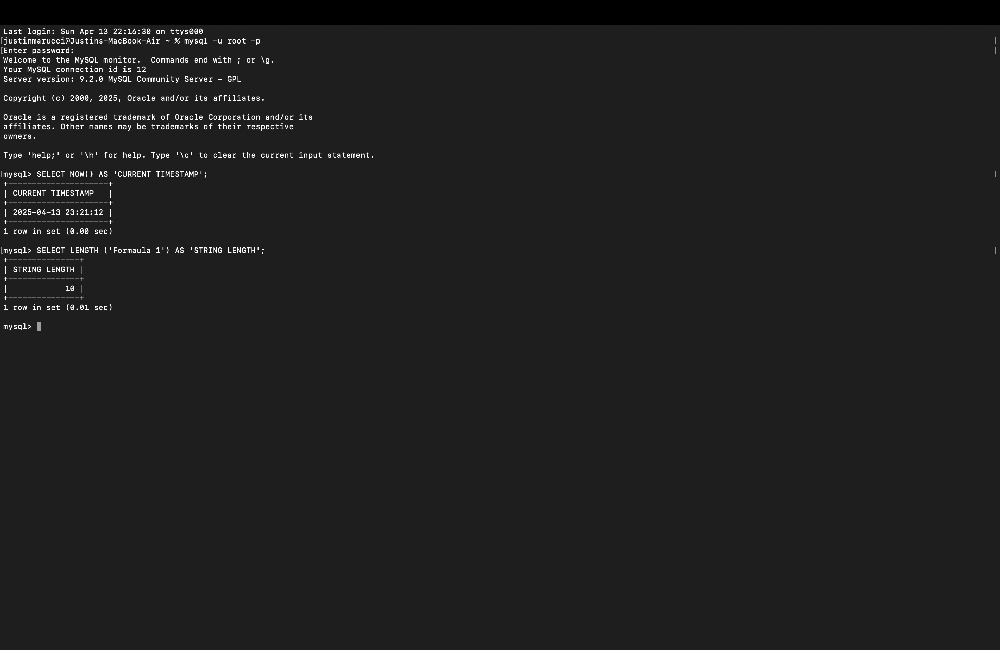 Last login: Sun Apr 13 22:16:30 on ttys000
[justinmarucci@Justins-MacBook-Air ~ % mysql -u root -p ]
[Enter password: ]
Welcome to the MySQL monitor.  Commands end with ; or \g.
Your MySQL connection id is 12
Server version: 9.2.0 MySQL Community Server - GPL

Copyright (c) 2000, 2025, Oracle and/or its affiliates.

Oracle is a registered trademark of Oracle Corporation and/or its
affiliates. Other names may be trademarks of their respective
owners.

Type 'help;' or '\h' for help. Type '\c' to clear the current input statement.

[mysql> SELECT NOW() AS 'CURRENT TIMESTAMP'; ]
+---------------------+
| CURRENT TIMESTAMP   |
+---------------------+
| 2025-04-13 23:21:12 |
+---------------------+
1 row in set (0.00 sec)

[mysql> SELECT LENGTH ('Formaula 1') AS 'STRING LENGTH'; ]
+---------------+
| STRING LENGTH |
+---------------+
|            10 |
+---------------+
1 row in set (0.01 sec)

mysql>